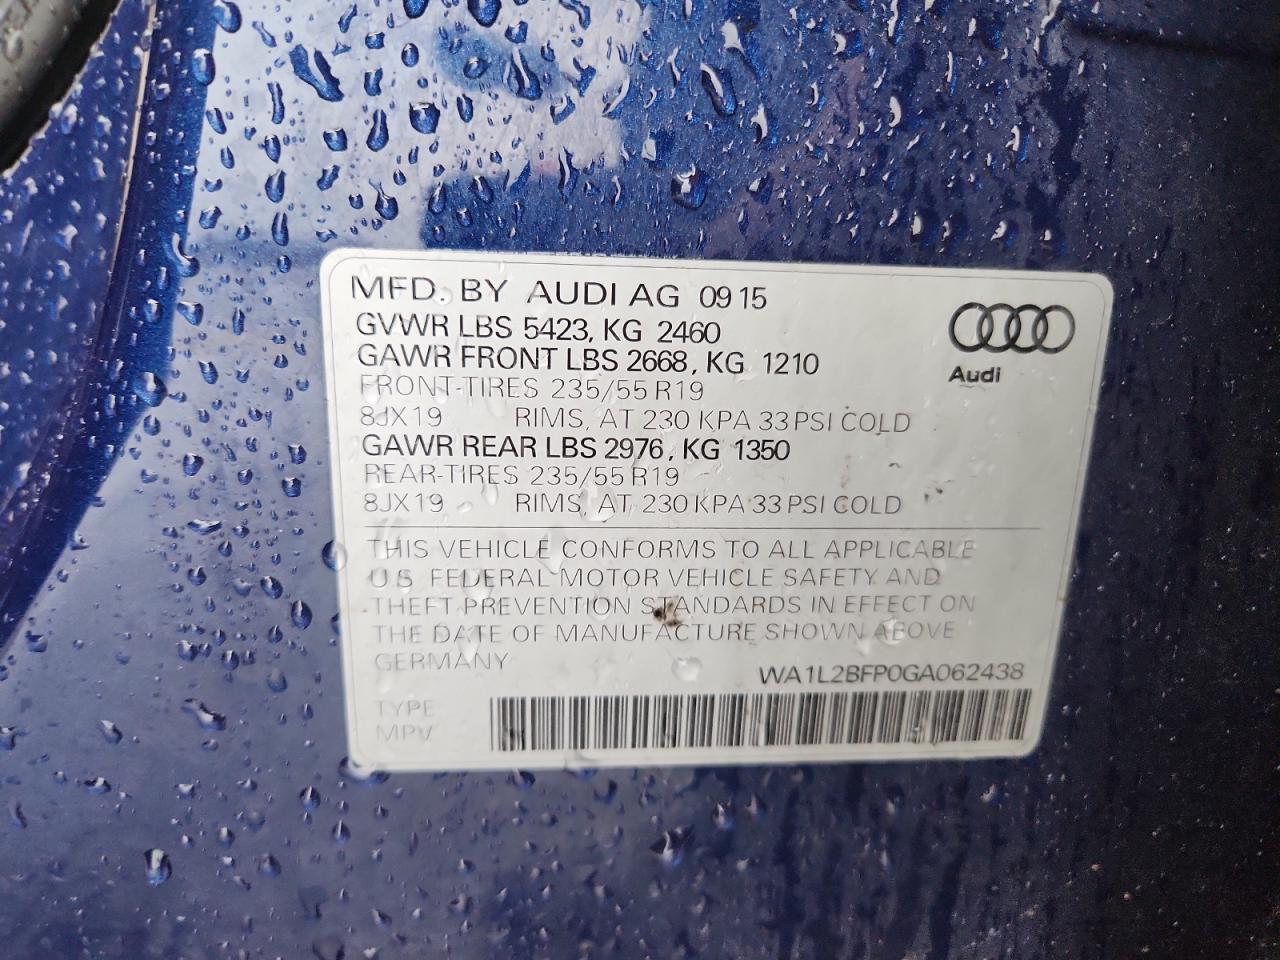 MFD. BY AUDI AG 09 15
GVWR LBS 5423, KG 2460
GAWR FRONT LBS 2668, KG 1210
FRONT-TIRES 235/55 R19
8JX19 RIMS, AT 230 KPA 33 PSI COLD
GAWR REAR LBS 2976, KG 1350
REAR-TIRES 235/55 R19
8JX19 RIMS, AT 230 KPA 33 PSI COLD
Audi
THIS VEHICLE CONFORMS TO ALL APPLICABLE
U.S. FEDERAL MOTOR VEHICLE SAFETY AND
THEFT PREVENTION STANDARDS IN EFFECT ON
THE DATE OF MANUFACTURE SHOWN ABOVE
GERMANY
WA1L2BFP0GA062438
TYPE
MPV